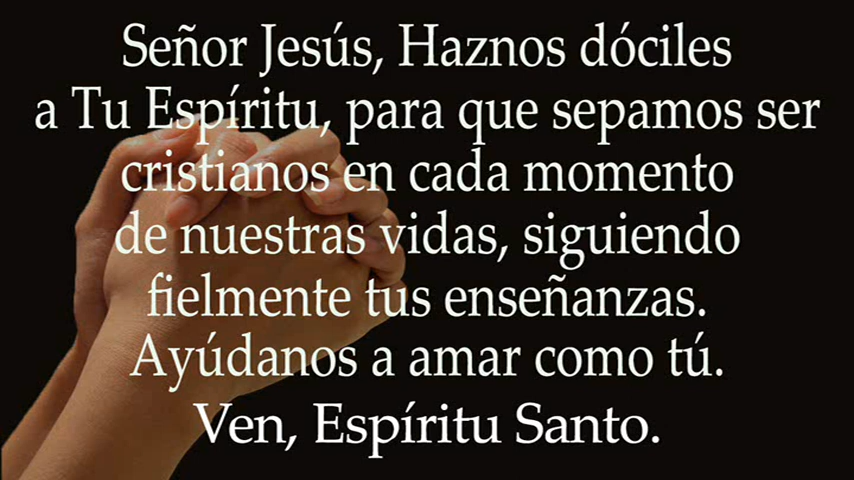 Señor Jesús, Haznos dóciles
a Tu Espíritu, para que sepamos ser
cristianos en cada momento
de nuestras vidas, siguiendo
fielmente tus enseñanzas.
Ayúdanos a amar como tú.
Ven, Espíritu Santo.